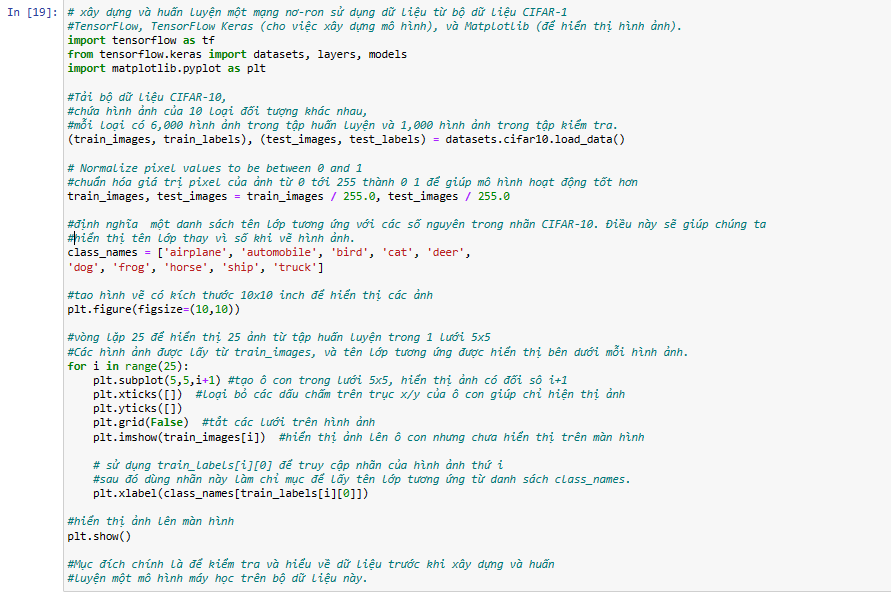 In [19]: # xây dựng và huấn luyện một mạng nơ-ron sử dụng dữ liệu từ bộ dữ liệu CIFAR-1
#TensorFlow, TensorFlow Keras (cho việc xây dựng mô hình), và Matplotlib (để hiển thị hình ảnh).
import tensorflow as tf
from tensorflow.keras import datasets, layers, models
import matplotlib.pyplot as plt
#Tải bộ dữ liệu CIFAR-10,
#chứa hình ảnh của 10 loại đối tượng khác nhau,
#mỗi loại có 6,000 hình ảnh trong tập huấn luyện và 1,000 hình ảnh trong tập kiểm tra.
(train_images, train_labels), (test_images, test_labels) = datasets.cifar10.load_data()
# Normalize pixel values to be between 0 and 1
#chuẩn hóa giá trị pixel của ảnh từ 0 tới 255 thành 0 1 để giúp mô hình hoạt động tốt hơn
train_images, test_images = train_images / 255.0, test_images / 255.0
#định nghĩa  một danh sách tên lớp tương ứng với các số nguyên trong nhãn CIFAR-10. Điều này sẽ giúp chúng ta
#hiển thị tên lớp thay vì số khi vẽ hình ảnh.
class_names = ['airplane', 'automobile', 'bird', 'cat', 'deer',
'dog', 'frog', 'horse', 'ship', 'truck']
#tạo hình vẽ có kích thước 10x10 inch để hiển thị các ảnh
plt.figure(figsize=(10,10))
#vòng lặp 25 để hiển thị 25 ảnh từ tập huấn luyện trong 1 lưới 5x5
#Các hình ảnh được lấy từ train_images, và tên lớp tương ứng được hiển thị bên dưới mỗi hình ảnh.
for i in range(25):
    plt.subplot(5,5,i+1) #tạo ô con trong lưới 5x5, hiển thị ảnh có đối sô i+1
    plt.xticks([])  #loại bỏ các dấu chấm trên trục x/y của ô con giúp chỉ hiện thị ảnh
    plt.yticks([])
    plt.grid(False)  #tắt các lưới trên hình ảnh
    plt.imshow(train_images[i])  #hiển thị ảnh lên ô con nhưng chưa hiển thị trên màn hình
    # sử dụng train_labels[i][0] để truy cập nhãn của hình ảnh thứ i
    #sau đó dùng nhãn này làm chỉ mục để lấy tên lớp tương ứng từ danh sách class_names.
    plt.xlabel(class_names[train_labels[i][0]])
#hiển thị ảnh lên màn hình
plt.show()
#Mục đích chính là để kiểm tra và hiểu về dữ liệu trước khi xây dựng và huấn
#luyện một mô hình máy học trên bộ dữ liệu này.